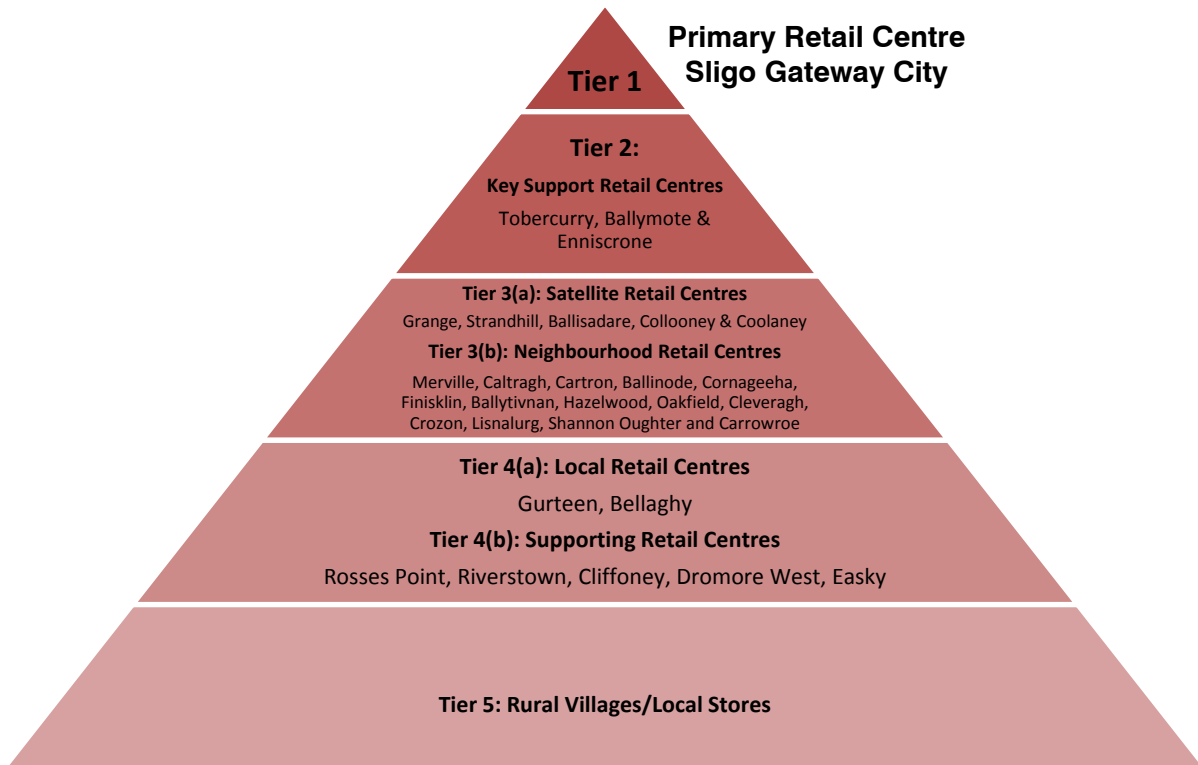 Primary Retail Centre
Sligo Gateway City
Tier 1
Tier 2:
Key Support Retail Centres
Tobercurry, Ballymote &
Enniscrone
Tier 3(a): Satellite Retail Centres
Grange, Strandhill, Ballisadare, Collooney & Coolaney
Tier 3(b): Neighbourhood Retail Centres
Merville, Caltragh, Cartron, Ballinode, Cornageeha,
Finisklin, Ballytivnan, Hazelwood, Oakfield, Cleveragh,
Crozon, Lisnalurg, Shannon Oughter and Carrowroe
Tier 4(a): Local Retail Centres
Gurteen, Bellaghy
Tier 4(b): Supporting Retail Centres
Rosses Point, Riverstown, Cliffoney, Dromore West, Easky
Tier 5: Rural Villages/Local Stores